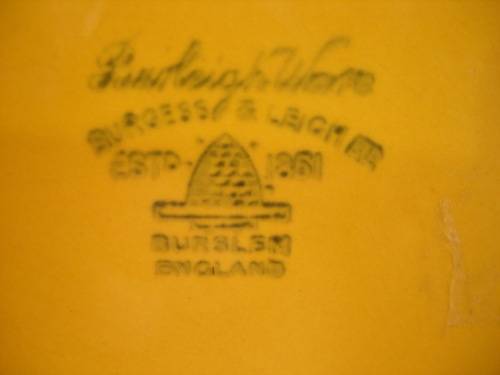 Burleigh Ware
BURGESS & LEIGH LTD
ESTD 1851
BURSLEM
ENGLAND